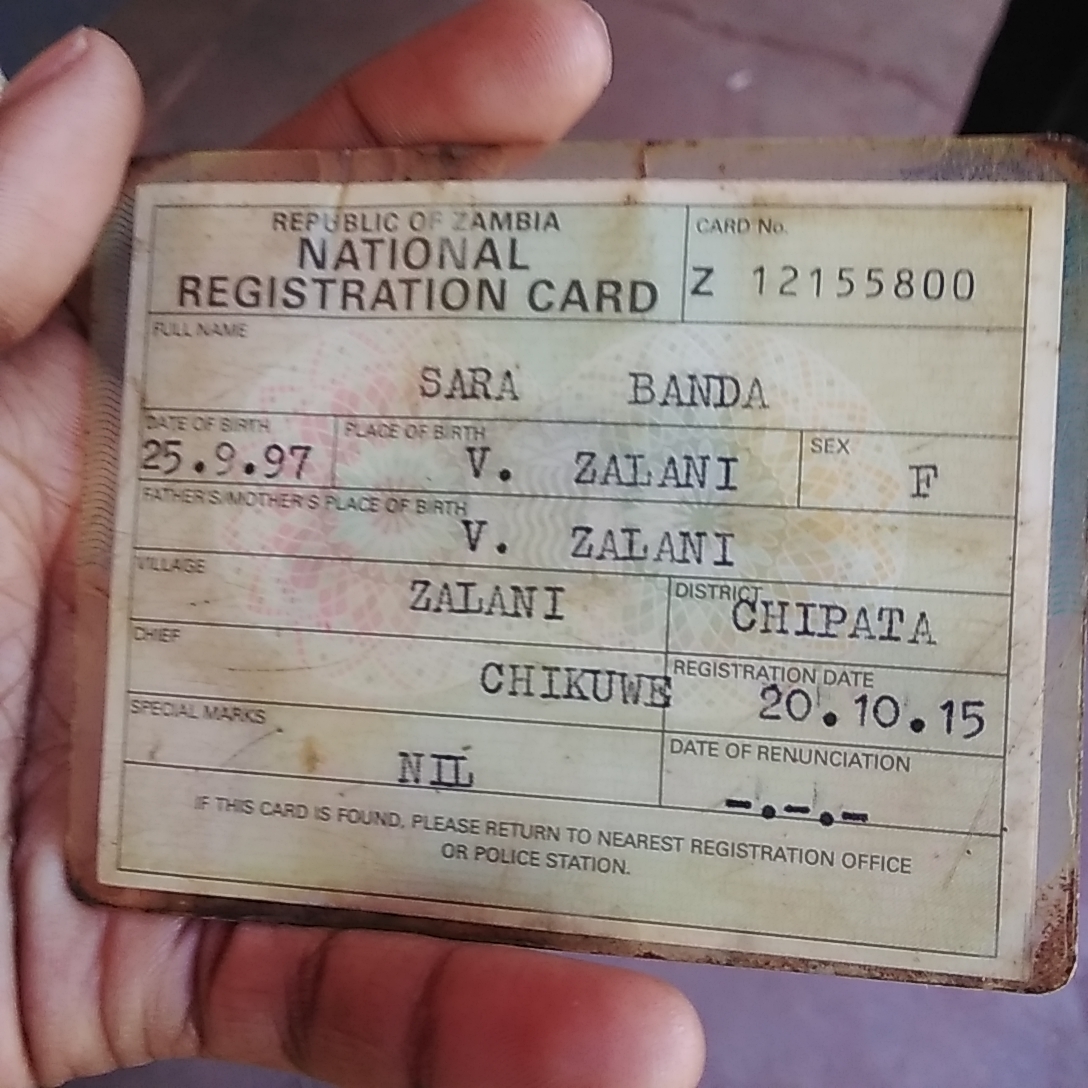 REPUBLIC OF ZAMBIA
NATIONAL
REGISTRATION CARD
CARD No.
Z 12155800
FULL NAME
SARA BANDA
DATE OF BIRTH
25.9.97
PLACE OF BIRTH
V. ZALANI
SEX
F
FATHER'S/MOTHER'S PLACE OF BIRTH
V. ZALANI
VILLAGE
ZALANI
DISTRICT
CHIPATA
CHIEF
CHIKUWE
REGISTRATION DATE
20.10.15
SPECIAL MARKS
NIL
DATE OF RENUNCIATION
-.-.-
IF THIS CARD IS FOUND, PLEASE RETURN TO NEAREST REGISTRATION OFFICE
OR POLICE STATION.